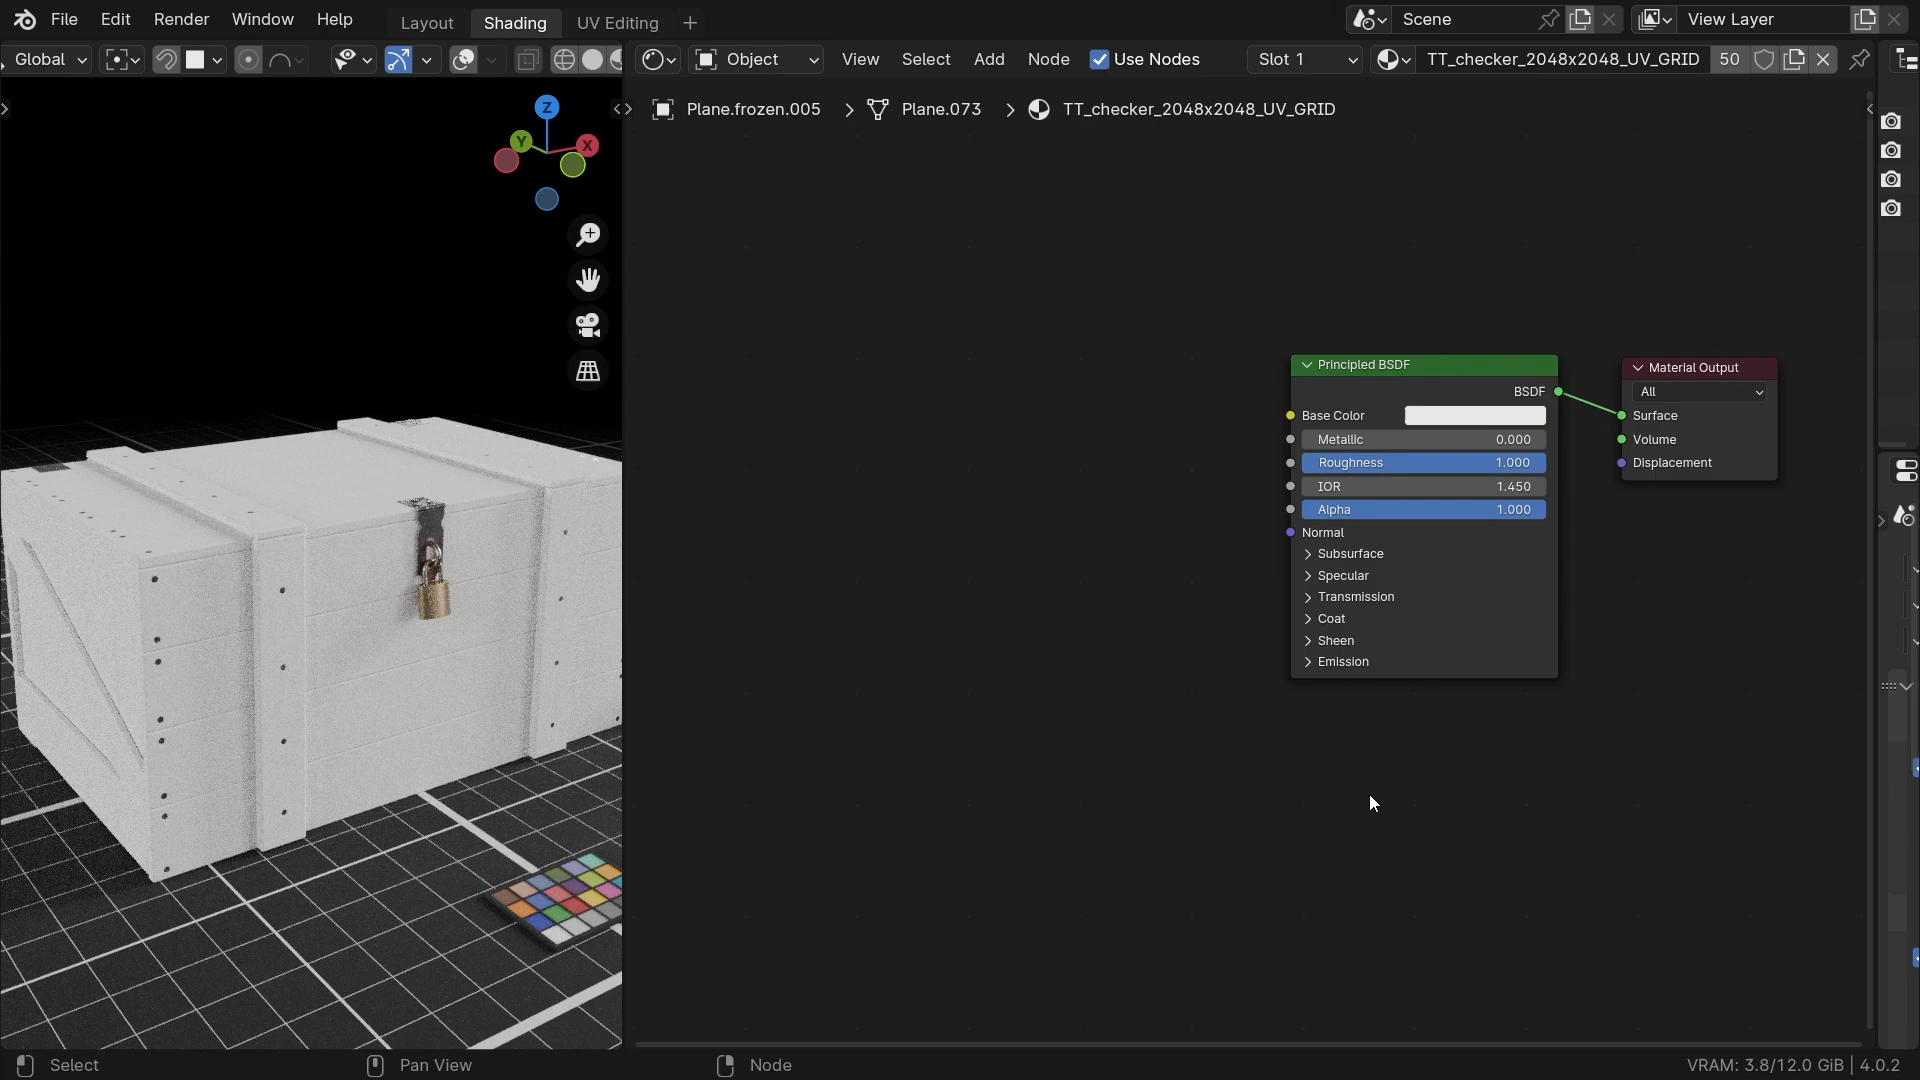 File Edit Render Window Help Layout Shading UV Editing Scene View Layer
Global Object View Select Add Node Use Nodes Slot 1 TT_checker_2048x2048_UV_GRID 50
Plane.frozen.005 Plane.073 TT_checker_2048x2048_UV_GRID
Z
Y
X
Principled BSDF
BSDF
Base Color
Metallic 0.000
Roughness 1.000
IOR 1.450
Alpha 1.000
Normal
Subsurface
Specular
Transmission
Coat
Sheen
Emission
Material Output
All
Surface
Volume
Displacement
Select Pan View Node VRAM: 3.8/12.0 GiB | 4.0.2